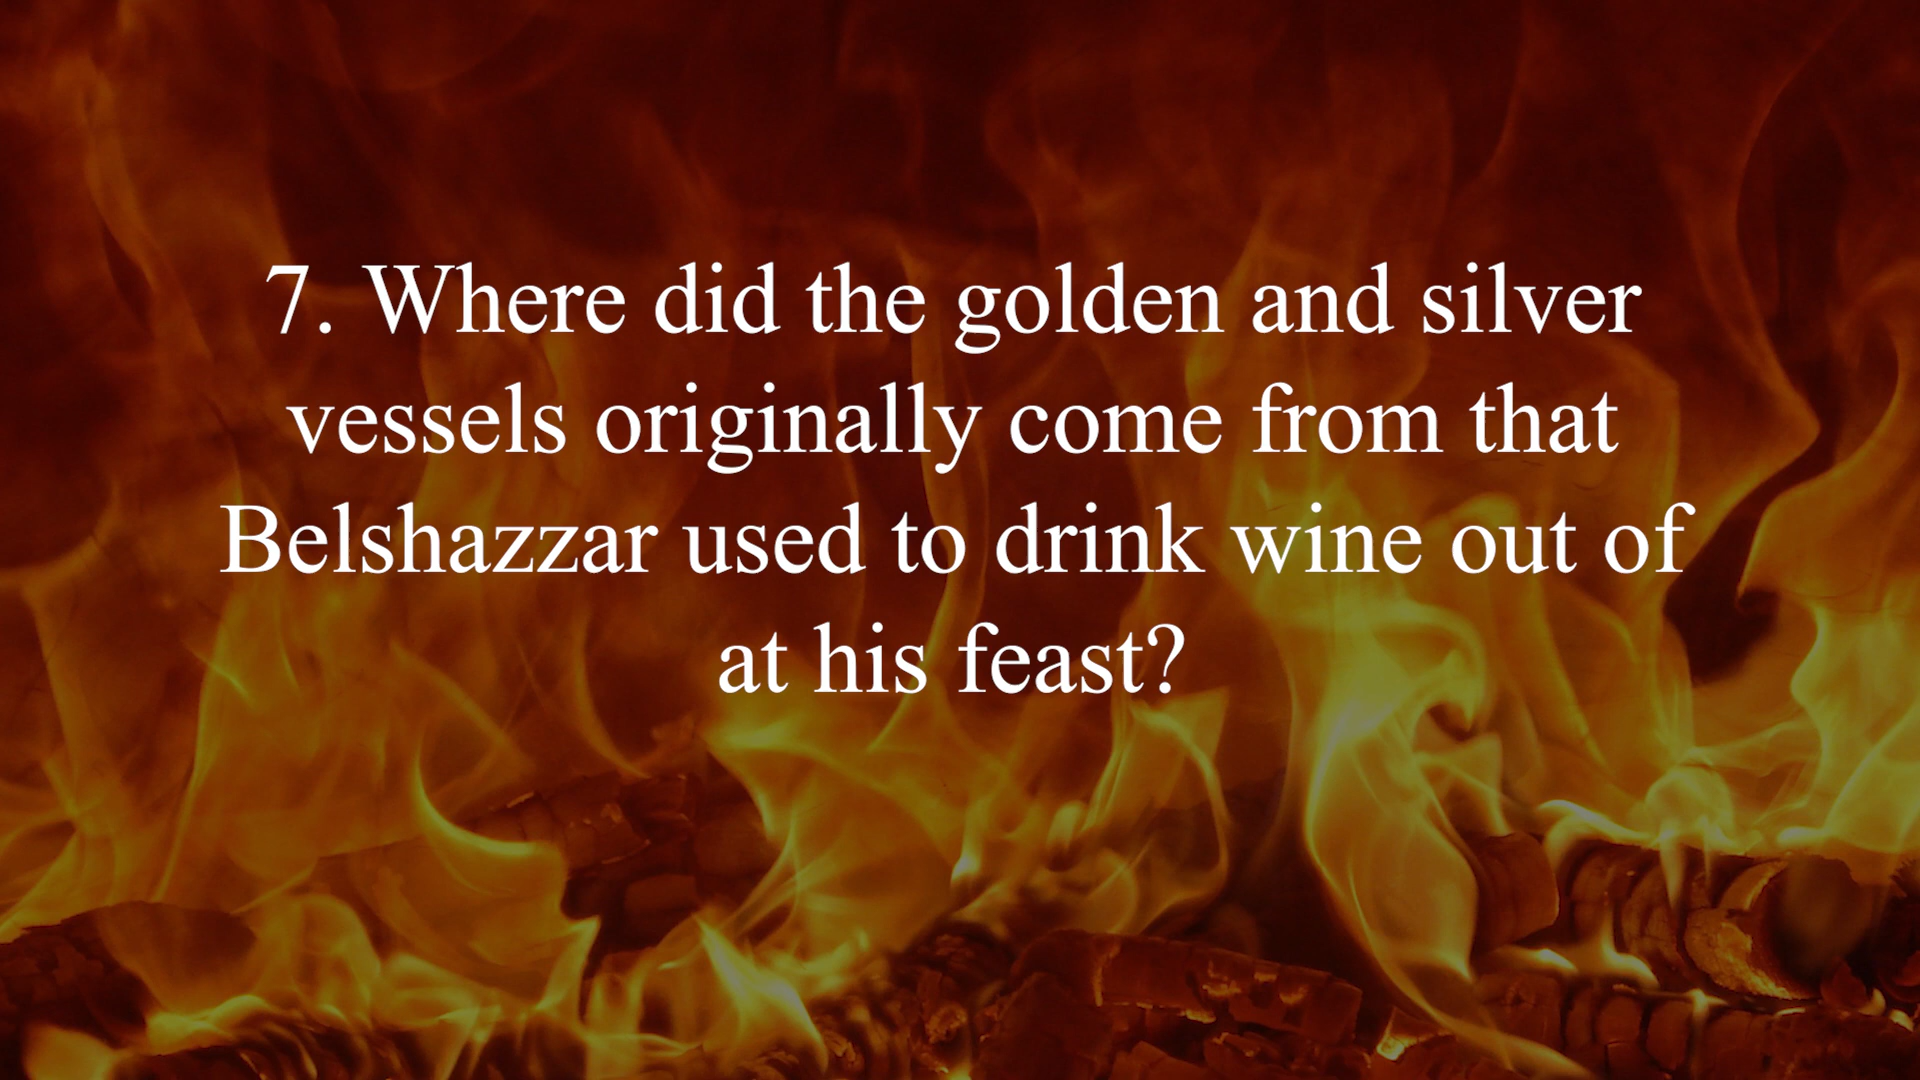 7. Where did the golden and silver
vessels originally come from that
Belshazzar used to drink wine out of
at his feast?